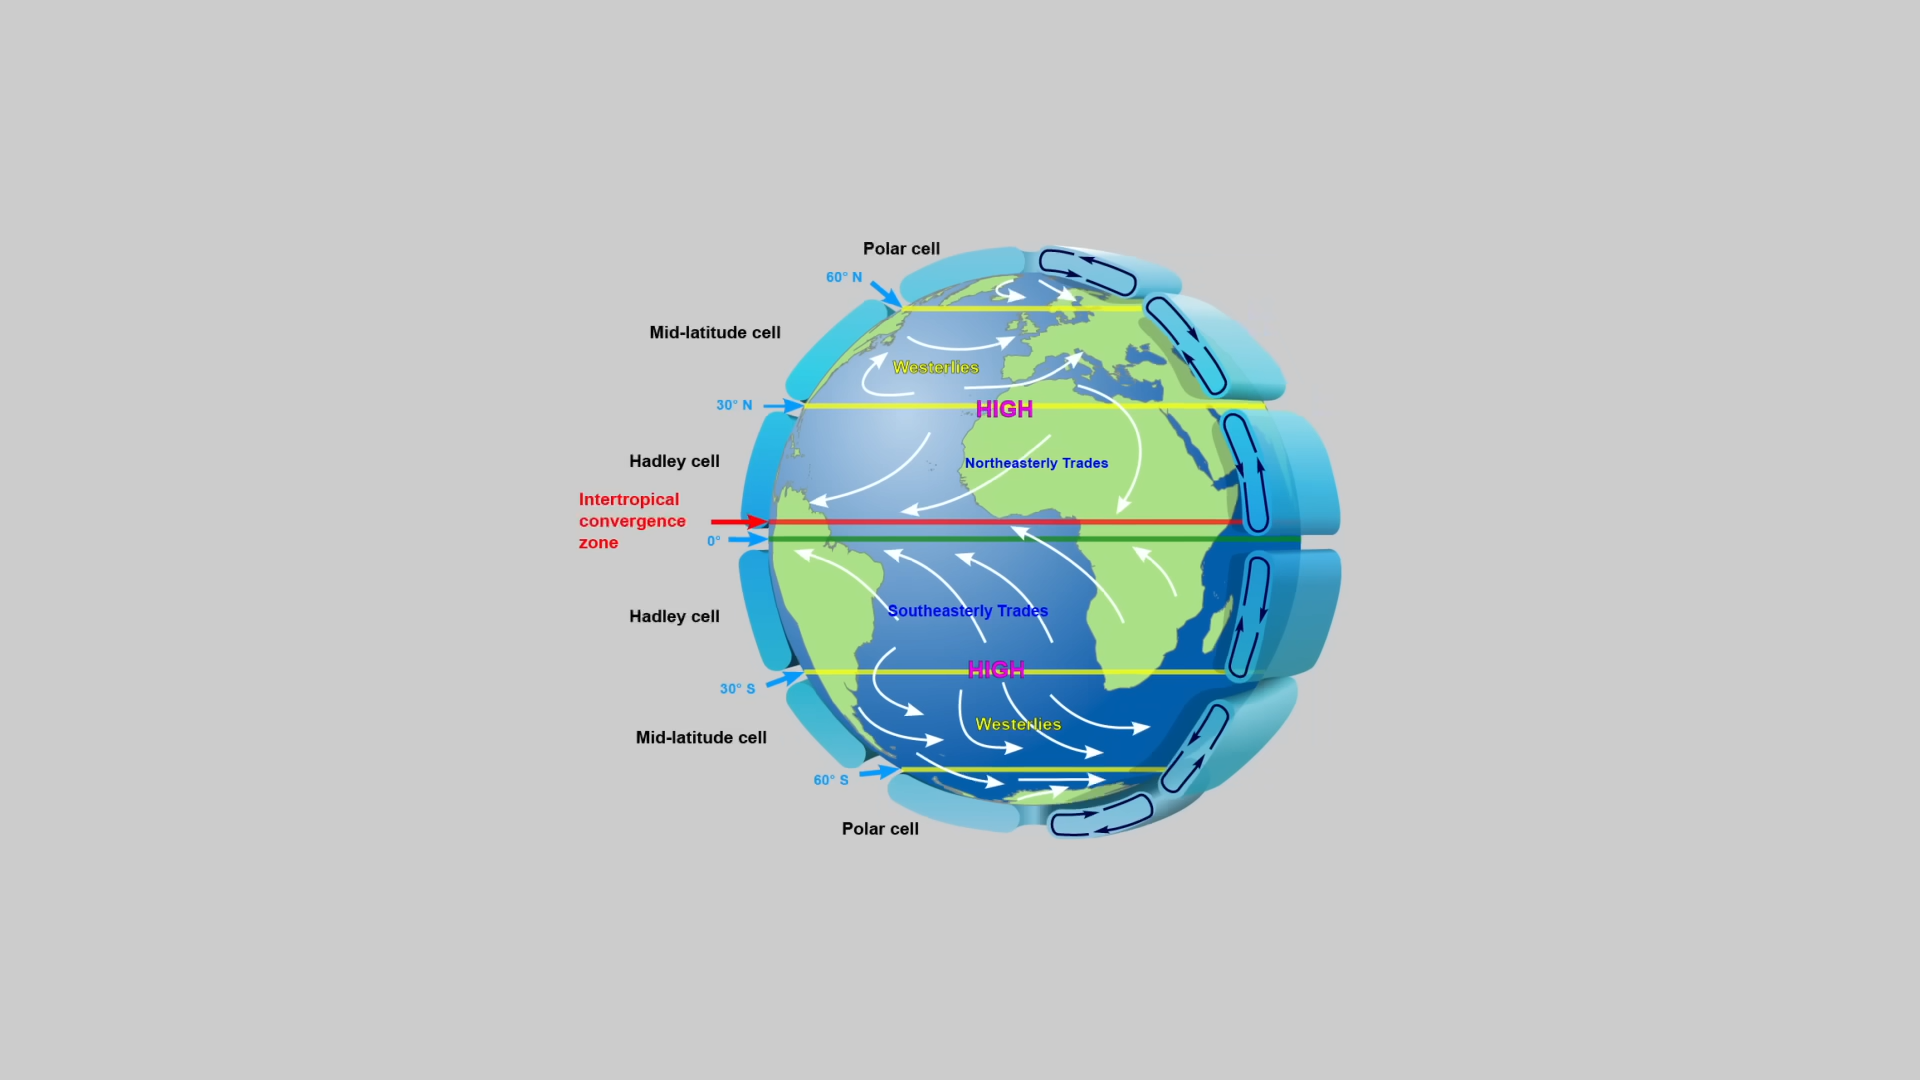 Polar cell
60° N
Mid-latitude cell
Westerlies
30° N
HIGH
Hadley cell
Northeasterly Trades
Intertropical
convergence
zone
0°
Hadley cell
Southeasterly Trades
HIGH
30° S
Westerlies
Mid-latitude cell
60° S
Polar cell